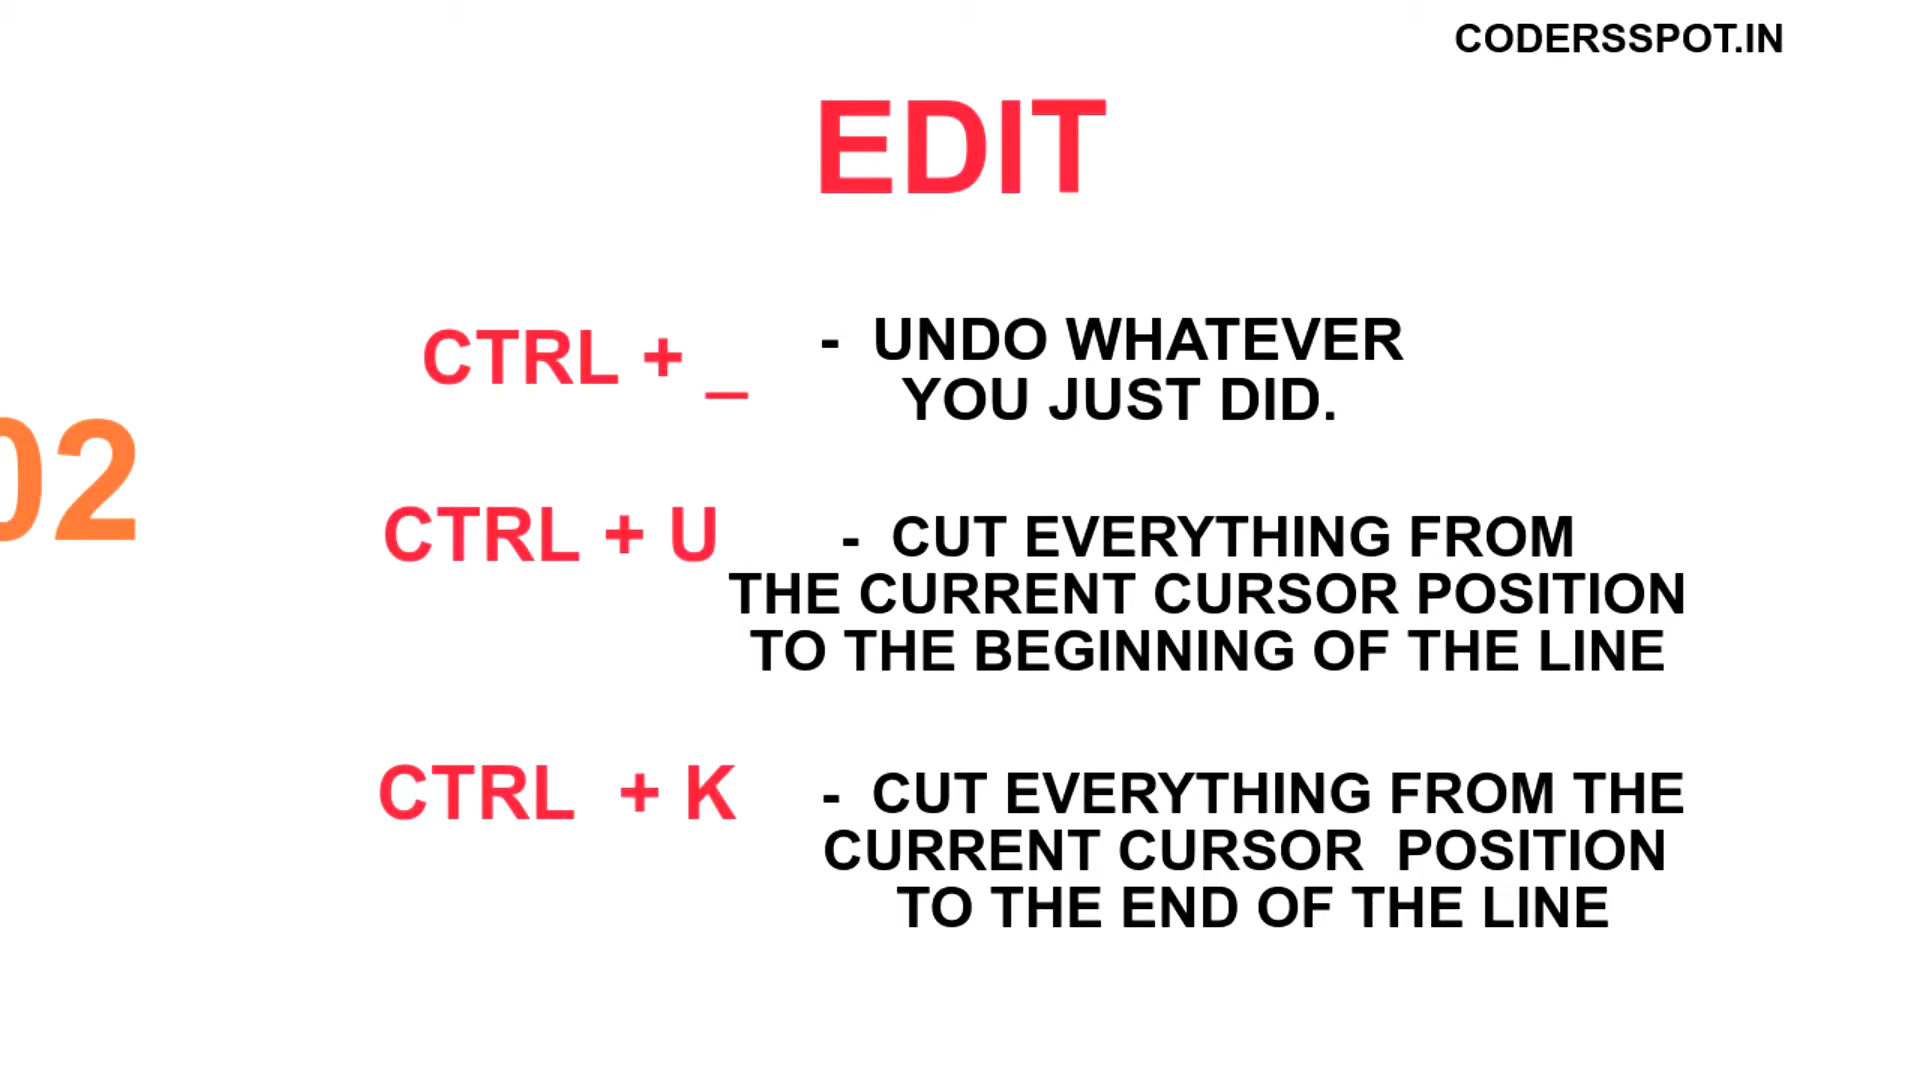 CODERSSPOT.IN
EDIT
CTRL + _ - UNDO WHATEVER
YOU JUST DID.
02
CTRL + U - CUT EVERYTHING FROM
THE CURRENT CURSOR POSITION
TO THE BEGINNING OF THE LINE
CTRL + K - CUT EVERYTHING FROM THE
CURRENT CURSOR POSITION
TO THE END OF THE LINE